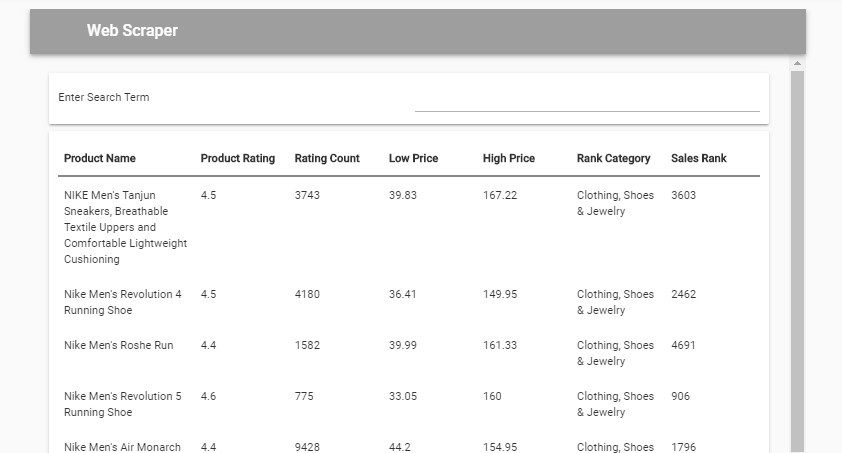 Web Scraper
Enter Search Term
Product Name Product Rating Rating Count Low Price High Price Rank Category Sales Rank
NIKE Men's Tanjun 4.5 3743 39.83 167.22 Clothing, Shoes 3603
Sneakers, Breathable & Jewelry
Textile Uppers and
Comfortable Lightweight
Cushioning
Nike Men's Revolution 4 4.5 4180 36.41 149.95 Clothing, Shoes 2462
Running Shoe & Jewelry
Nike Men's Roshe Run 4.4 1582 39.99 161.33 Clothing, Shoes 4691
& Jewelry
Nike Men's Revolution 5 4.6 775 33.05 160 Clothing, Shoes 906
Running Shoe & Jewelry
Nike Men's Air Monarch 4.4 9428 44.2 154.95 Clothing, Shoes 1796